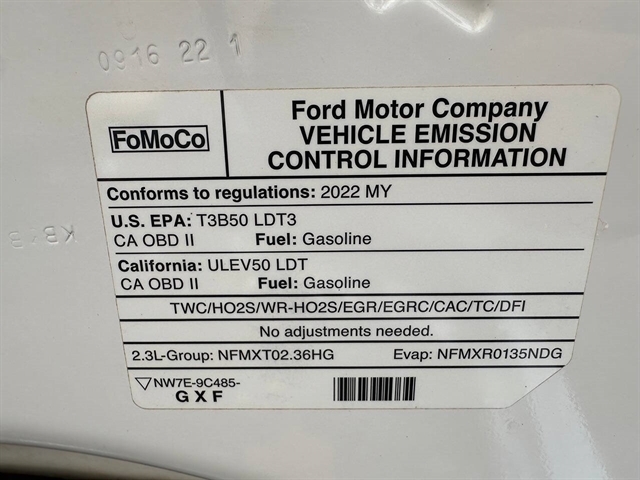 0916 22 1
FoMoCo
Ford Motor Company
VEHICLE EMISSION
CONTROL INFORMATION
Conforms to regulations: 2022 MY
U.S. EPA: T3B50 LDT3
CA OBD II Fuel: Gasoline
California: ULEV50 LDT
CA OBD II Fuel: Gasoline
TWC/HO2S/WR-HO2S/EGR/EGRC/CAC/TC/DFI
No adjustments needed.
2.3L-Group: NFMXT02.36HG Evap: NFMXR0135NDG
NW7E-9C485-
GXF